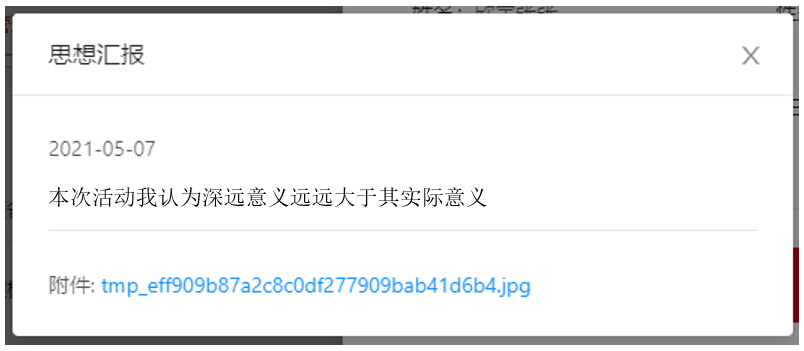 思想汇报
2021-05-07
本次活动我认为深远意义远远大于其实际意义
附件: tmp_eff909b87a2c8c0df277909bab41d6b4.jpg